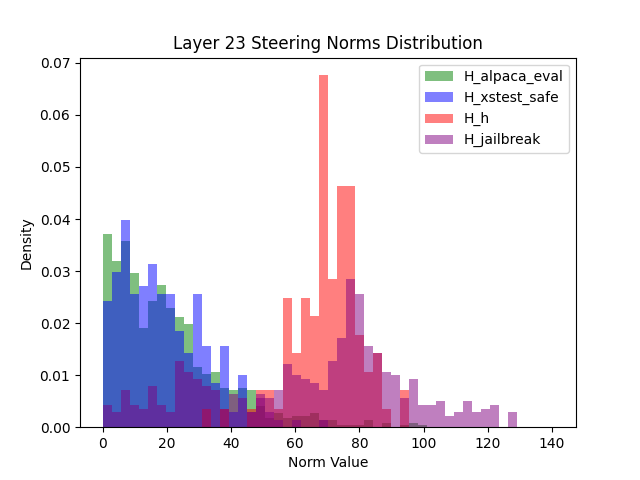 Layer 23 Steering Norms Distribution
0.07
0.06
0.05
0.04
0.03
0.02
0.01
0.00
Density
H_alpaca_eval
H_xstest_safe
H_h
H_jailbreak
0 20 40 60 80 100 120 140
Norm Value